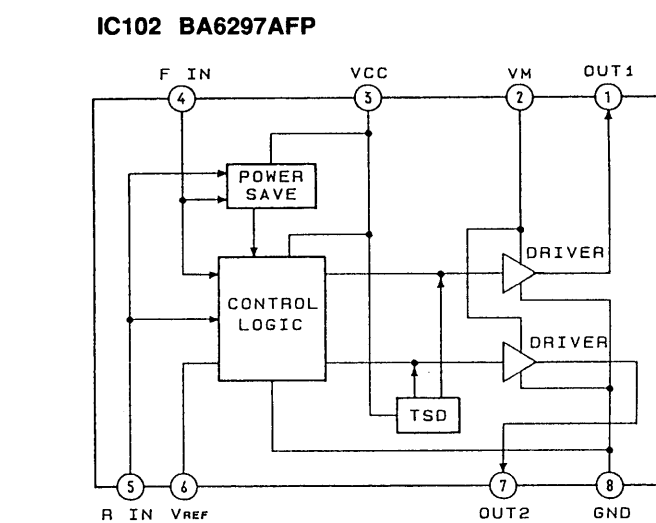 IC102 BA6297AFP
F IN VCC VM OUT1
4 3 2 1
POWER
SAVE
DRIVER
CONTROL
LOGIC
DRIVER
TSD
5 6 7 8
R IN VREF OUT2 GND